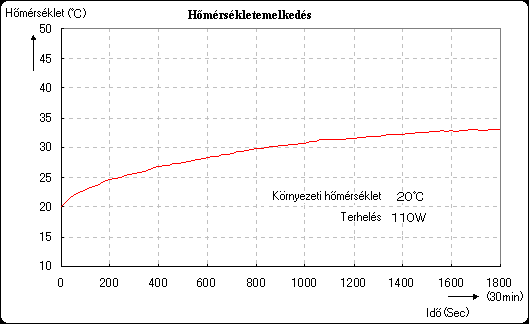 Hőmérséklet (℃)
Hőmérsékletemelkedés
50
45
40
35
30
25
20
15
10
Környezeti hőmérséklet 20℃
Terhelés 110W
0 200 400 600 800 1000 1200 1400 1600 1800
(30min)
Idő (Sec)